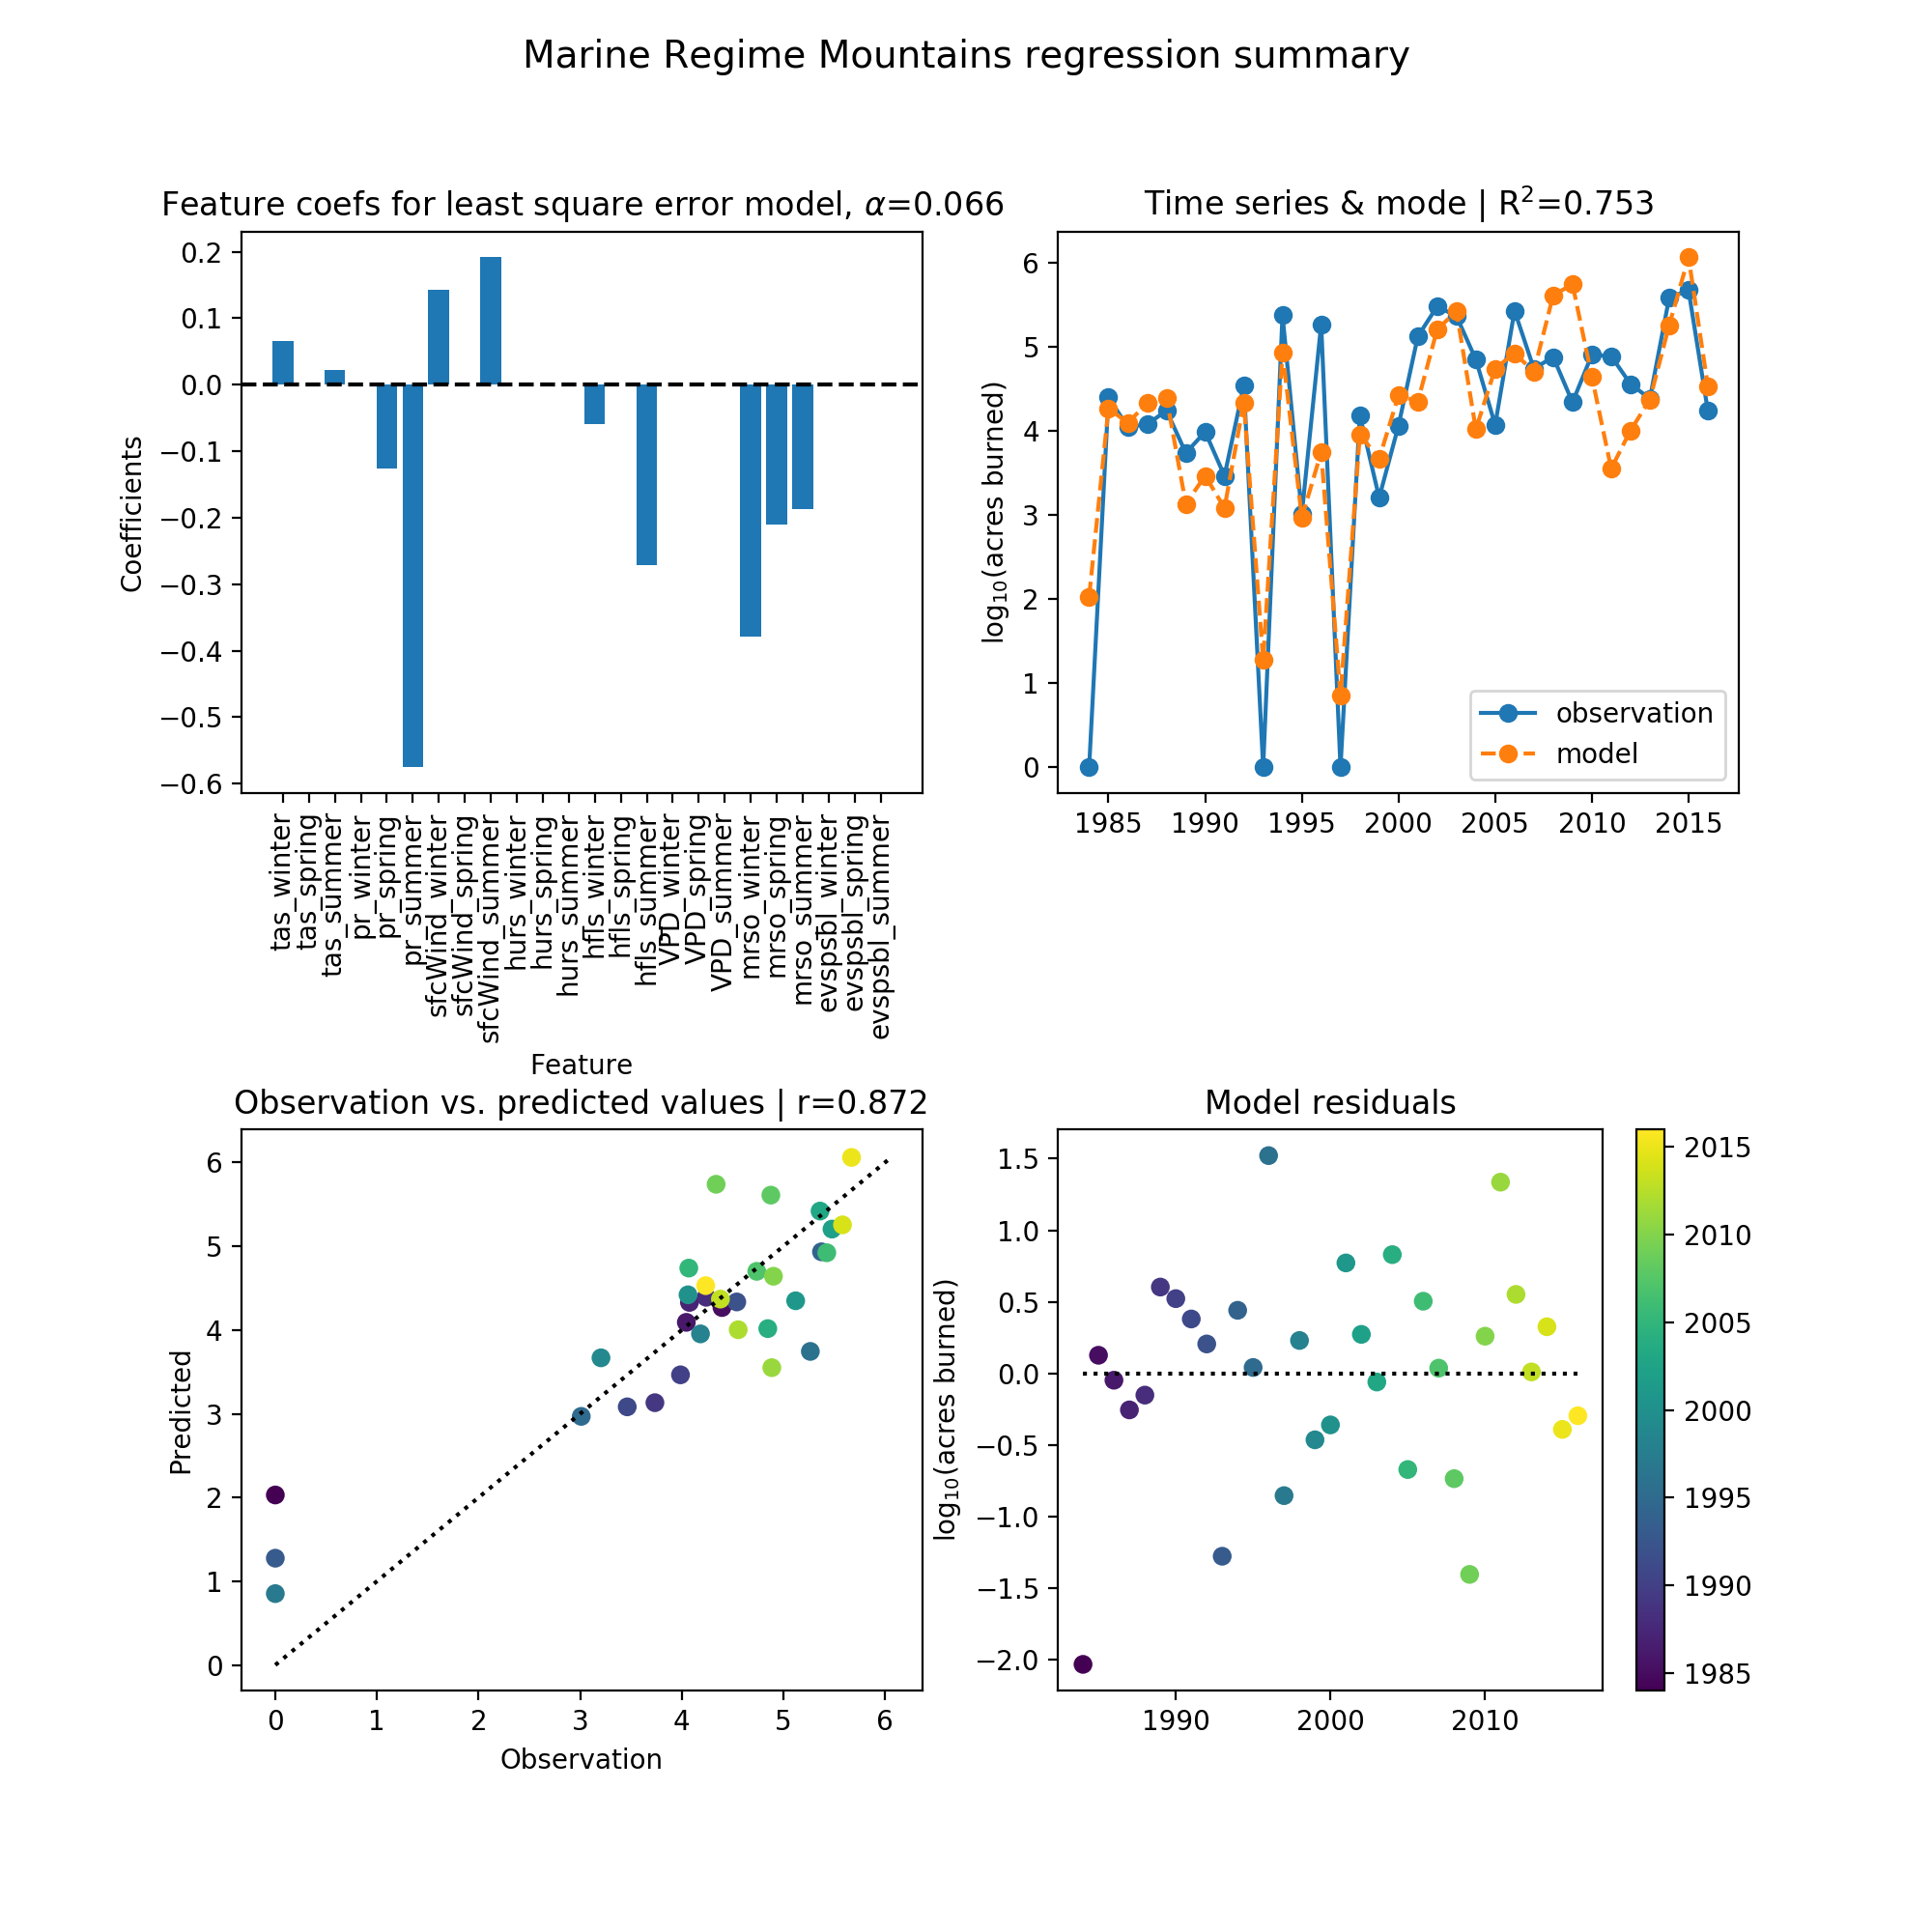 Marine Regime Mountains regression summary
Feature coefs for least square error model, α=0.066
0.2
0.1
0.0
−0.1
−0.2
−0.3
−0.4
−0.5
−0.6
Coefficients
tas_winter
tas_spring
tas_summer
pr_winter
pr_spring
pr_summer
sfcWind_winter
sfcWind_spring
sfcWind_summer
hurs_winter
hurs_spring
hurs_summer
hfls_winter
hfls_spring
hfls_summer
VPD_winter
VPD_spring
VPD_summer
mrso_winter
mrso_spring
mrso_summer
evspsbl_winter
evspsbl_spring
evspsbl_summer
Feature
Time series & mode | R²=0.753
6
5
4
3
2
1
0
log₁₀(acres burned)
observation
model
1985 1990 1995 2000 2005 2010 2015
Observation vs. predicted values | r=0.872
6
5
4
3
2
1
0
Predicted
0 1 2 3 4 5 6
Observation
Model residuals
1.5
1.0
0.5
0.0
−0.5
−1.0
−1.5
−2.0
log₁₀(acres burned)
1990 2000 2010
2015
2010
2005
2000
1995
1990
1985